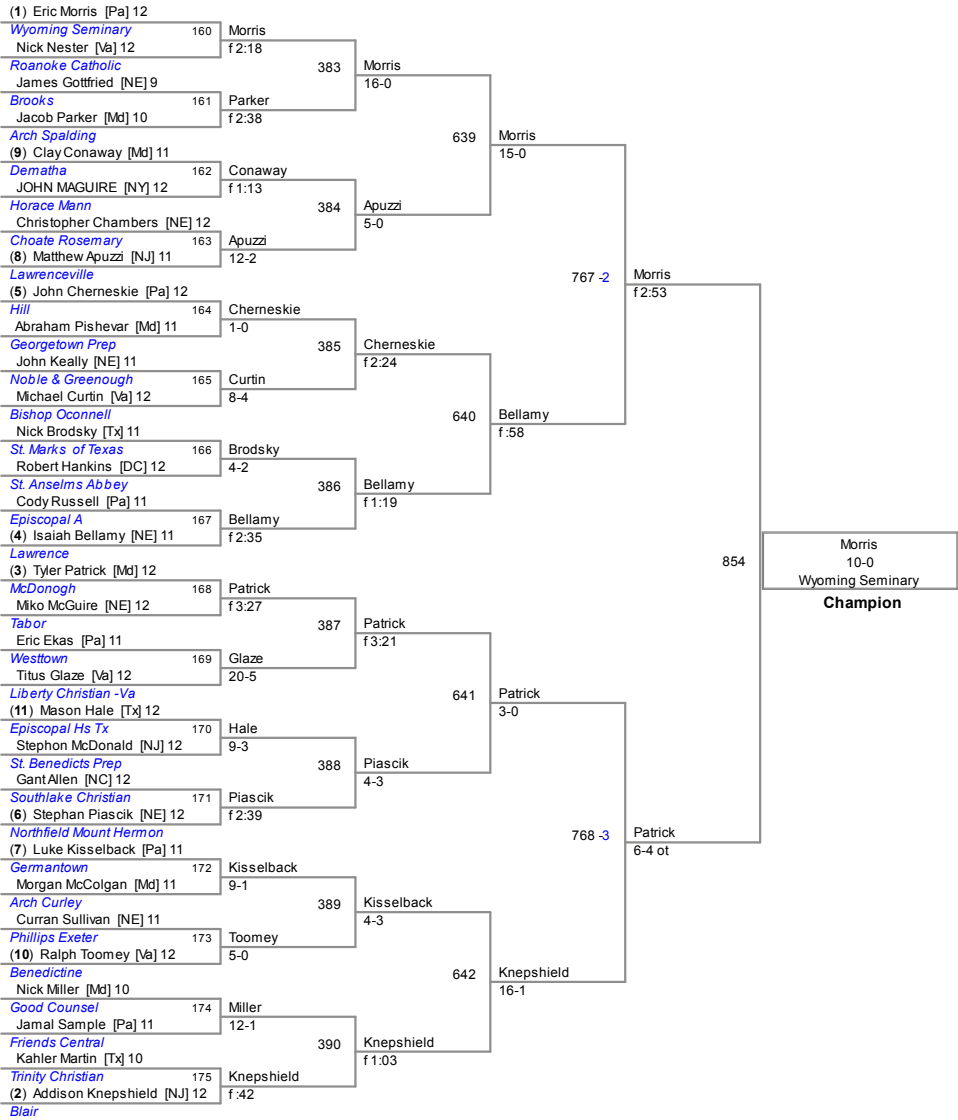 (1) Eric Morris [Pa] 12
Wyoming Seminary
160
Nick Nester [Va] 12
Roanoke Catholic
James Gottfried [NE] 9
Brooks
161
Jacob Parker [Md] 10
Arch Spalding
(9) Clay Conaway [Md] 11
Dematha
162
JOHN MAGUIRE [NY] 12
Horace Mann
Christopher Chambers [NE] 12
Choate Rosemary
163
(8) Matthew Apuzzi [NJ] 11
Lawrenceville
(5) John Cherneskie [Pa] 12
Hill
164
Abraham Pishevar [Md] 11
Georgetown Prep
John Keally [NE] 11
Noble & Greenough
165
Michael Curtin [Va] 12
Bishop Oconnell
Nick Brodsky [Tx] 11
St. Marks of Texas
166
Robert Hankins [DC] 12
St. Anselms Abbey
Cody Russell [Pa] 11
Episcopal A
167
(4) Isaiah Bellamy [NE] 11
Lawrence
(3) Tyler Patrick [Md] 12
McDonogh
168
Miko McGuire [NE] 12
Tabor
Eric Ekas [Pa] 11
Westtown
169
Titus Glaze [Va] 12
Liberty Christian -Va
(11) Mason Hale [Tx] 12
Episcopal Hs Tx
170
Stephon McDonald [NJ] 12
St. Benedicts Prep
Gant Allen [NC] 12
Southlake Christian
171
(6) Stephan Piascik [NE] 12
Northfield Mount Hermon
(7) Luke Kisselback [Pa] 11
Germantown
172
Morgan McColgan [Md] 11
Arch Curley
Curran Sullivan [NE] 11
Phillips Exeter
173
(10) Ralph Toomey [Va] 12
Benedictine
Nick Miller [Md] 10
Good Counsel
174
Jamal Sample [Pa] 11
Friends Central
Kahler Martin [Tx] 10
Trinity Christian
175
(2) Addison Knepshield [NJ] 12
Blair
Morris
f 2:18
383
Parker
f 2:38
Conaway
f 1:13
384
Apuzzi
12-2
Cherneskie
1-0
385
Curtin
8-4
Brodsky
4-2
386
Bellamy
f 2:35
Patrick
f 3:27
387
Glaze
20-5
Hale
9-3
388
Piascik
f 2:39
Kisselback
9-1
389
Toomey
5-0
Miller
12-1
390
Knepshield
f :42
Morris
16-0
639
Apuzzi
5-0
Cherneskie
f 2:24
640
Bellamy
f 1:19
Patrick
f 3:21
641
Piascik
4-3
Kisselback
4-3
642
Knepshield
f 1:03
Morris
15-0
767 -2
Bellamy
f :58
Patrick
3-0
768 -3
Knepshield
16-1
Morris
f 2:53
854
Patrick
6-4 ot
Morris
10-0
Wyoming Seminary
Champion